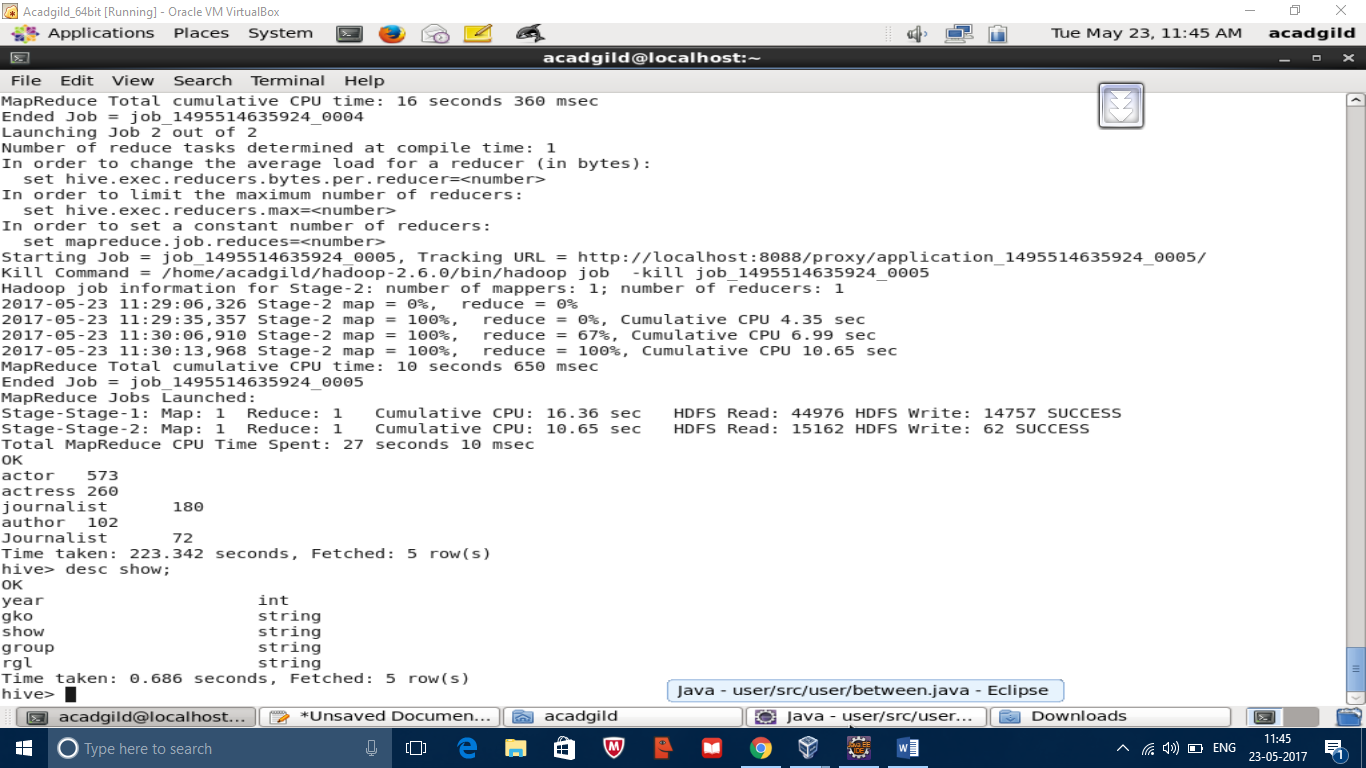 Acadgild_64bit [Running] - Oracle VM VirtualBox
Applications Places System Tue May 23, 11:45 AM acadgild
acadgild@localhost:~
File Edit View Search Terminal Help
MapReduce Total cumulative CPU time: 16 seconds 360 msec
Ended Job = job_1495514635924_0004
Launching Job 2 out of 2
Number of reduce tasks determined at compile time: 1
In order to change the average load for a reducer (in bytes):
  set hive.exec.reducers.bytes.per.reducer=<number>
In order to limit the maximum number of reducers:
  set hive.exec.reducers.max=<number>
In order to set a constant number of reducers:
  set mapreduce.job.reduces=<number>
Starting Job = job_1495514635924_0005, Tracking URL = http://localhost:8088/proxy/application_1495514635924_0005/
Kill Command = /home/acadgild/hadoop-2.6.0/bin/hadoop job  -kill job_1495514635924_0005
Hadoop job information for Stage-2: number of mappers: 1; number of reducers: 1
2017-05-23 11:29:06,326 Stage-2 map = 0%,  reduce = 0%
2017-05-23 11:29:35,357 Stage-2 map = 100%,  reduce = 0%, Cumulative CPU 4.35 sec
2017-05-23 11:30:06,910 Stage-2 map = 100%,  reduce = 67%, Cumulative CPU 6.99 sec
2017-05-23 11:30:13,968 Stage-2 map = 100%,  reduce = 100%, Cumulative CPU 10.65 sec
MapReduce Total cumulative CPU time: 10 seconds 650 msec
Ended Job = job_1495514635924_0005
MapReduce Jobs Launched:
Stage-Stage-1: Map: 1  Reduce: 1   Cumulative CPU: 16.36 sec   HDFS Read: 44976 HDFS Write: 14757 SUCCESS
Stage-Stage-2: Map: 1  Reduce: 1   Cumulative CPU: 10.65 sec   HDFS Read: 15162 HDFS Write: 62 SUCCESS
Total MapReduce CPU Time Spent: 27 seconds 10 msec
OK
actor   573
actress 260
journalist      180
author  102
Journalist      72
Time taken: 223.342 seconds, Fetched: 5 row(s)
hive> desc show;
OK
year                    int
gko                     string
show                    string
group                   string
rgl                     string
Time taken: 0.686 seconds, Fetched: 5 row(s)
hive>
Java - user/src/user/between.java - Eclipse
acadgild@localhost:... *Unsaved Documen... acadgild Java - user/src/user... Downloads
Type here to search ENG 11:45
23-05-2017 1